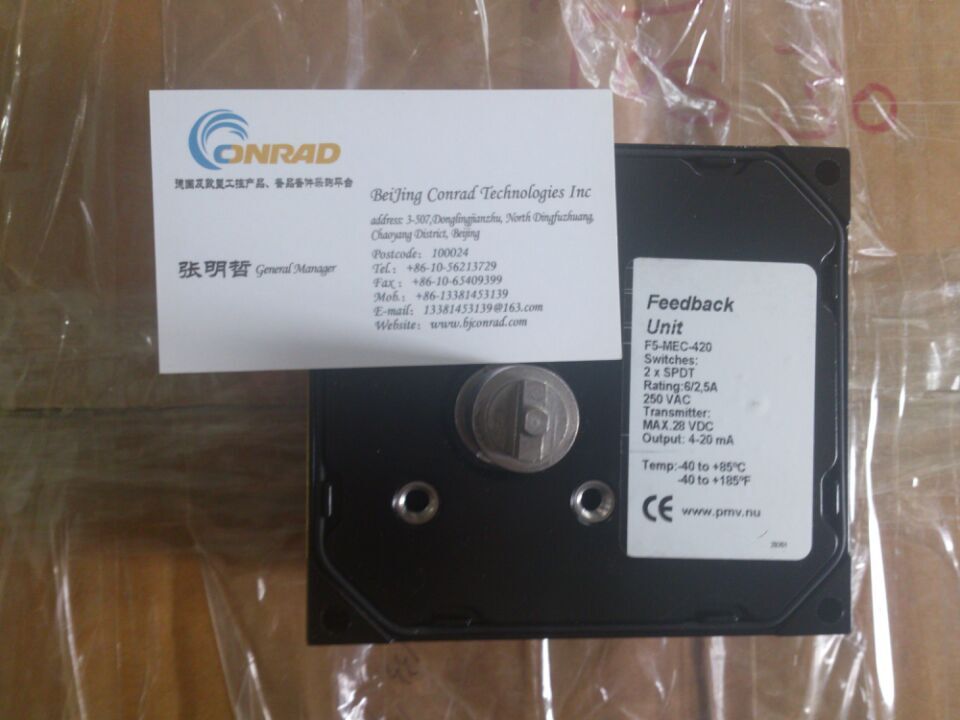 CONRAD
德国及欧盟工控产品、备品备件采购平台
BeiJing Conrad Technologies Inc
address: 3-507,Donglingjianzhu, North Dingfuzhuang,
Chaoyang District, Beijing
Postcode： 100024
Tel.： +86-10-56213729
Fax ： +86-10-65409399
Mob.： +86-13381453139
E-mail： 13381453139@163.com
Website： www.bjconrad.com
张明哲 General Manager
Feedback
Unit
F5-MEC-420
Switches:
2 x SPDT
Rating:6/2,5A
250 VAC
Transmitter:
MAX.28 VDC
Output: 4-20 mA
Temp:-40 to +85ºC
-40 to +185ºF
CE www.pmv.nu
30